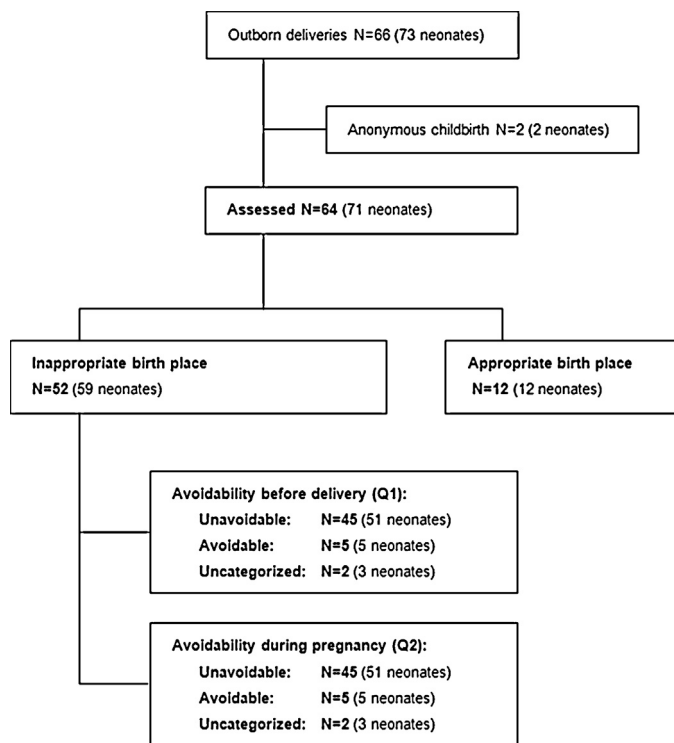 Outborn deliveries N=66 (73 neonates)
Anonymous childbirth N=2 (2 neonates)
Assessed N=64 (71 neonates)
Inappropriate birth place
N=52 (59 neonates)
Appropriate birth place
N=12 (12 neonates)
Avoidability before delivery (Q1):
Unavoidable: N=45 (51 neonates)
Avoidable: N=5 (5 neonates)
Uncategorized: N=2 (3 neonates)
Avoidability during pregnancy (Q2):
Unavoidable: N=45 (51 neonates)
Avoidable: N=5 (5 neonates)
Uncategorized: N=2 (3 neonates)